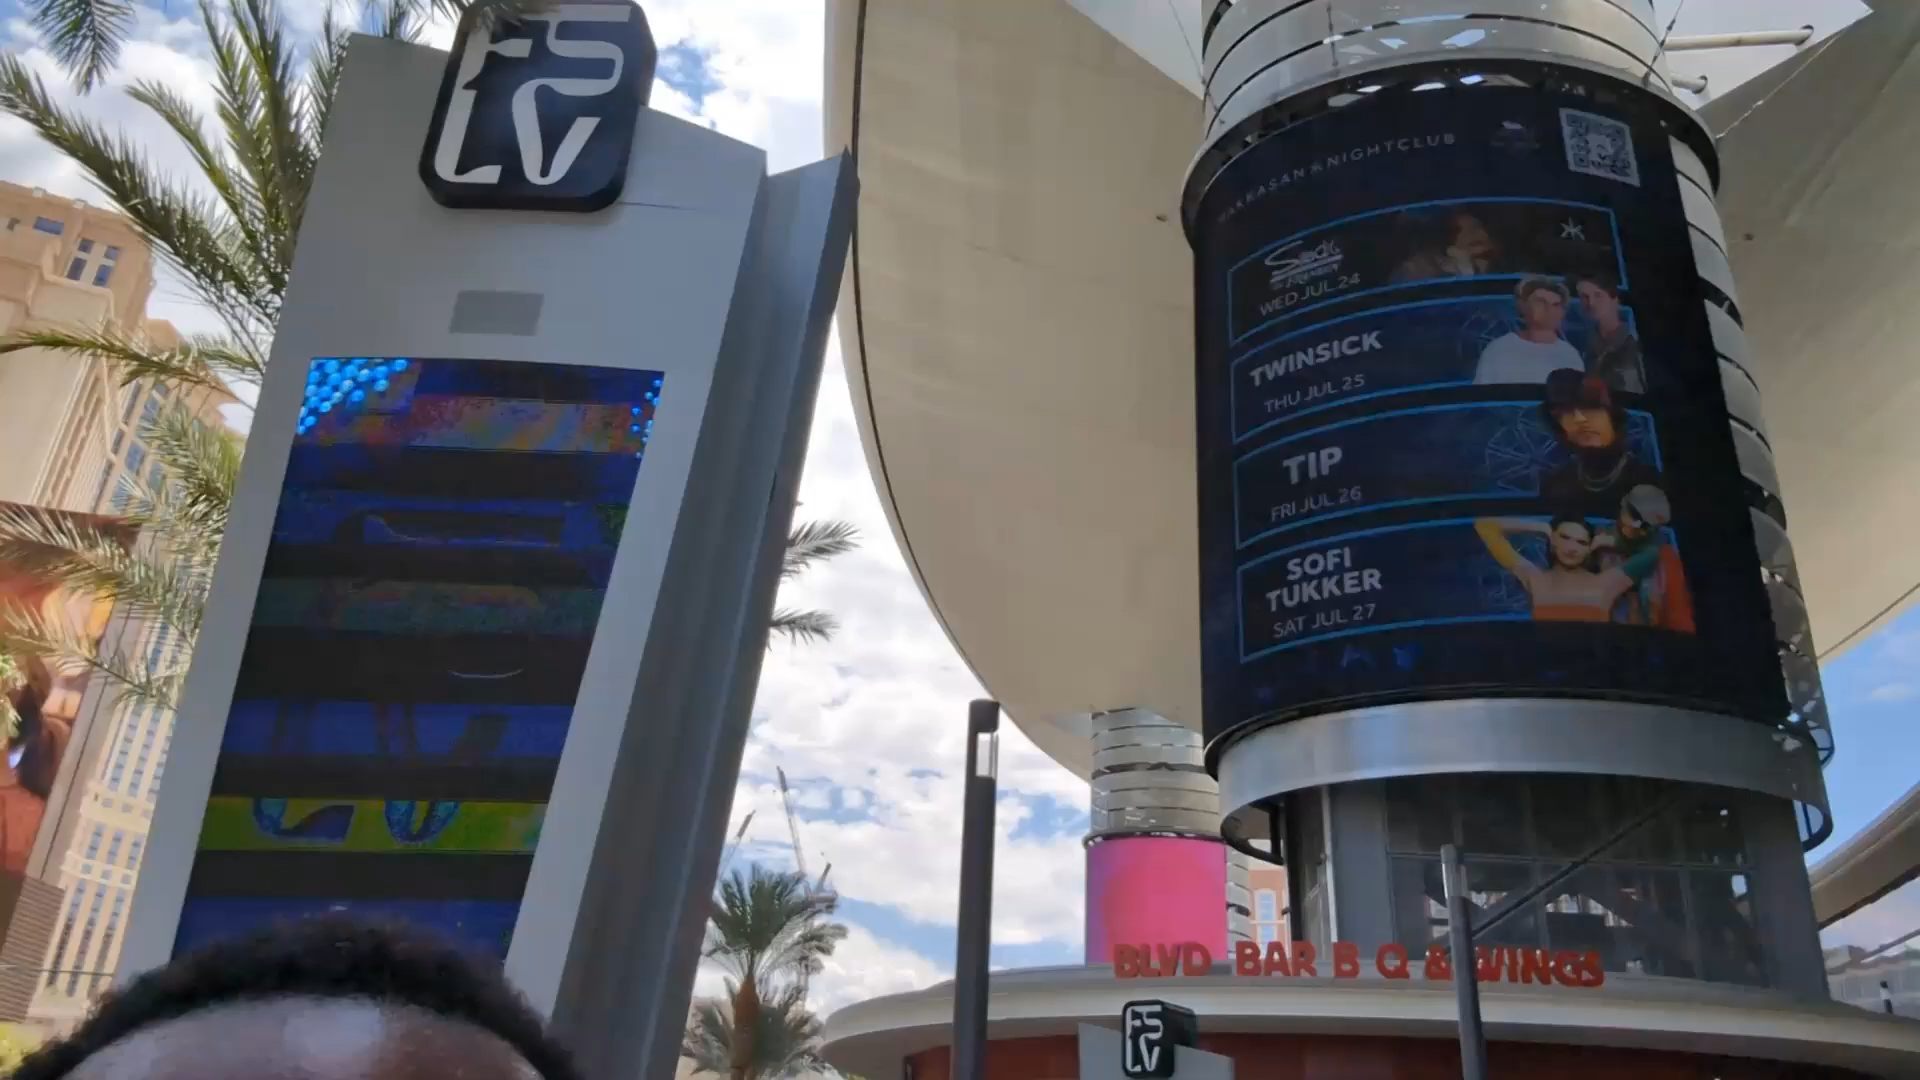 FS
LV
HAKKASAN NIGHTCLUB
WED JUL 24
TWINSICK
THU JUL 25
TIP
FRI JUL 26
SOFI
TUKKER
SAT JUL 27
BLVD BAR B Q & WINGS
FS
LV